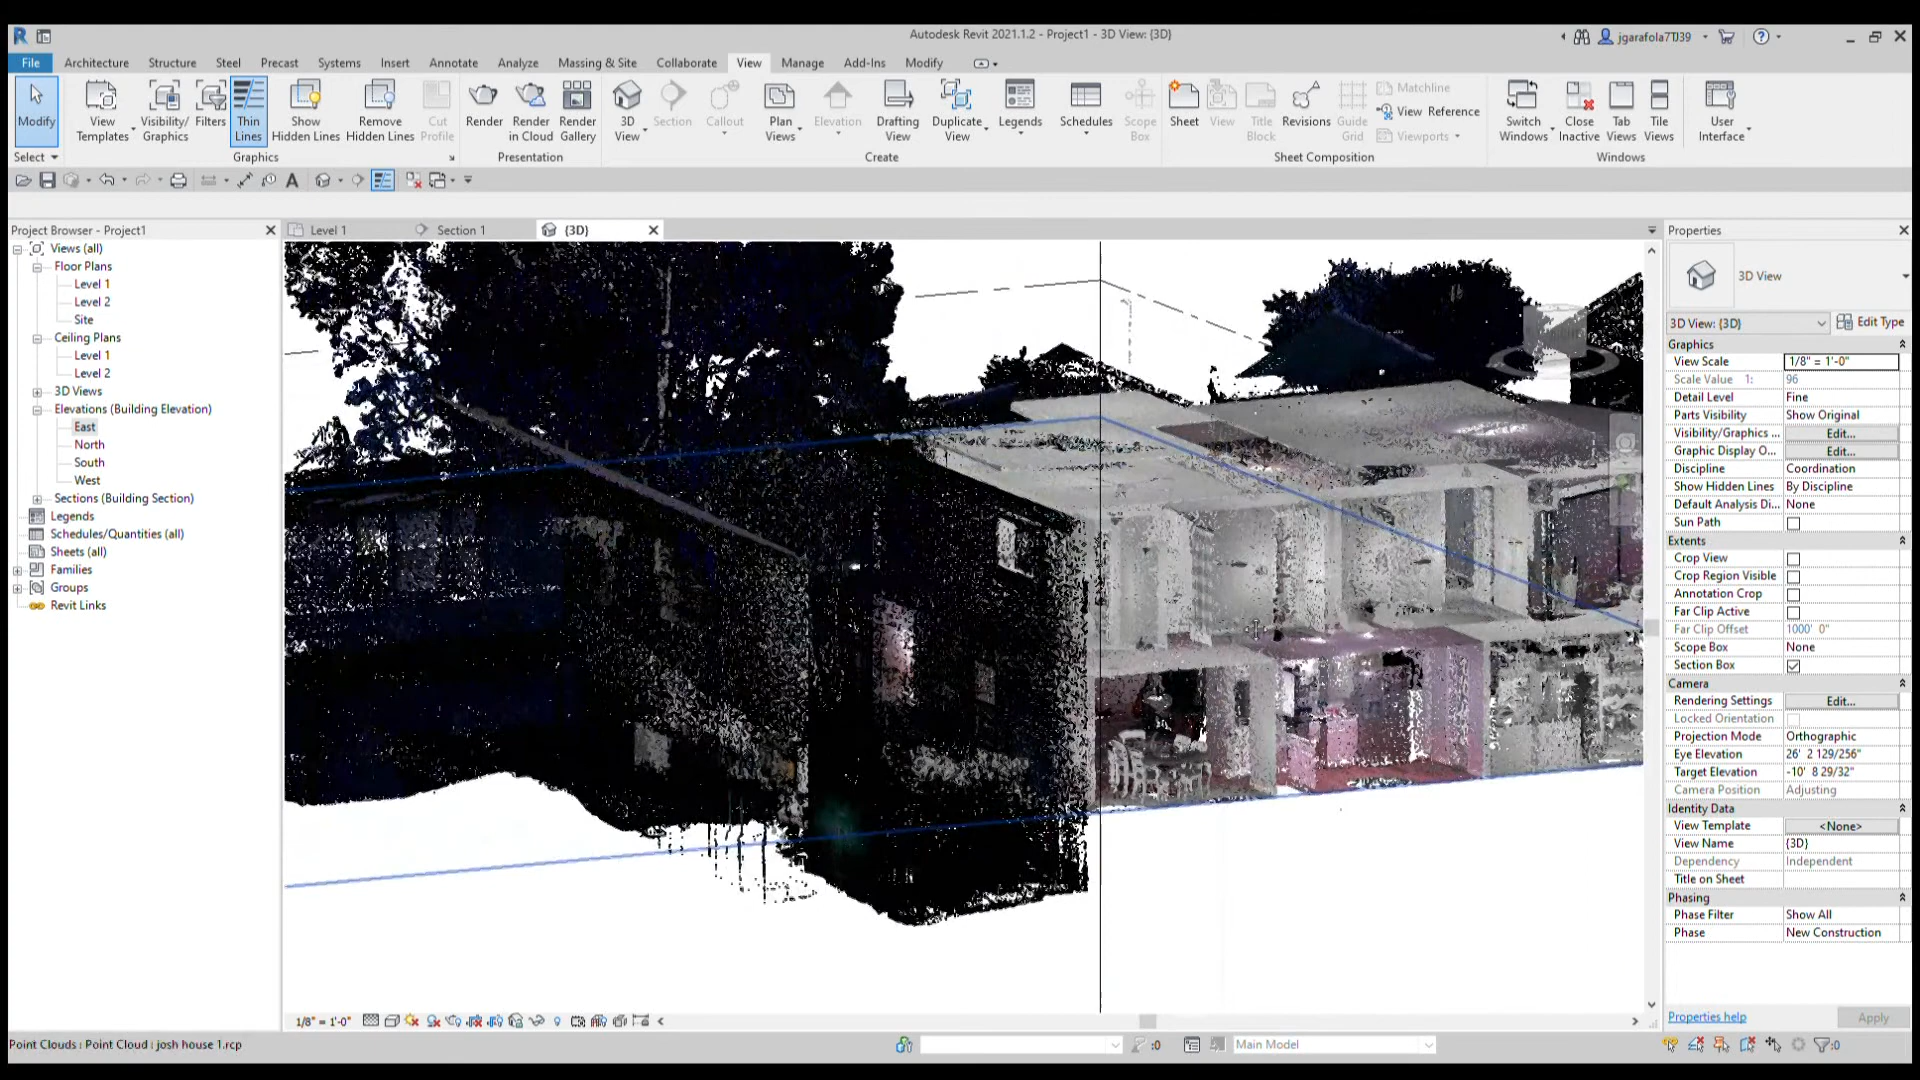 Autodesk Revit 2021.1.2 - Project1 - 3D View: {3D}
jgarafola7TJ39
File Architecture Structure Steel Precast Systems Insert Annotate Analyze Massing & Site Collaborate View Manage Add-Ins Modify
Modify
View Templates
Visibility/ Graphics
Filters
Thin Lines
Show Hidden Lines
Remove Hidden Lines
Cut Profile
Render
Render in Cloud
Render Gallery
3D View
Section
Callout
Plan Views
Elevation
Drafting View
Duplicate View
Legends
Schedules
Scope Box
Sheet
View
Title Block
Revisions
Guide Grid
Matchline
View Reference
Viewports
Switch Windows
Close Inactive
Tab Views
Tile Views
User Interface
Select Graphics Presentation Create Sheet Composition Windows
Project Browser - Project1
Views (all)
Floor Plans
Level 1
Level 2
Site
Ceiling Plans
Level 1
Level 2
3D Views
Elevations (Building Elevation)
East
North
South
West
Sections (Building Section)
Legends
Schedules/Quantities (all)
Sheets (all)
Families
Groups
Revit Links
Level 1 Section 1 {3D}
Properties
3D View
3D View: {3D} Edit Type
Graphics
View Scale 1/8" = 1'-0"
Scale Value 1: 96
Detail Level Fine
Parts Visibility Show Original
Visibility/Graphics ... Edit...
Graphic Display O... Edit...
Discipline Coordination
Show Hidden Lines By Discipline
Default Analysis Di... None
Sun Path
Extents
Crop View
Crop Region Visible
Annotation Crop
Far Clip Active
Far Clip Offset 1000' 0"
Scope Box None
Section Box
Camera
Rendering Settings Edit...
Locked Orientation
Projection Mode Orthographic
Eye Elevation 26' 2 129/256"
Target Elevation -10' 8 29/32"
Camera Position Adjusting
Identity Data
View Template <None>
View Name {3D}
Dependency Independent
Title on Sheet
Phasing
Phase Filter Show All
Phase New Construction
Properties help Apply
1/8" = 1'-0"
Point Clouds : Point Cloud : josh house 1.rcp
:0
Main Model
:0